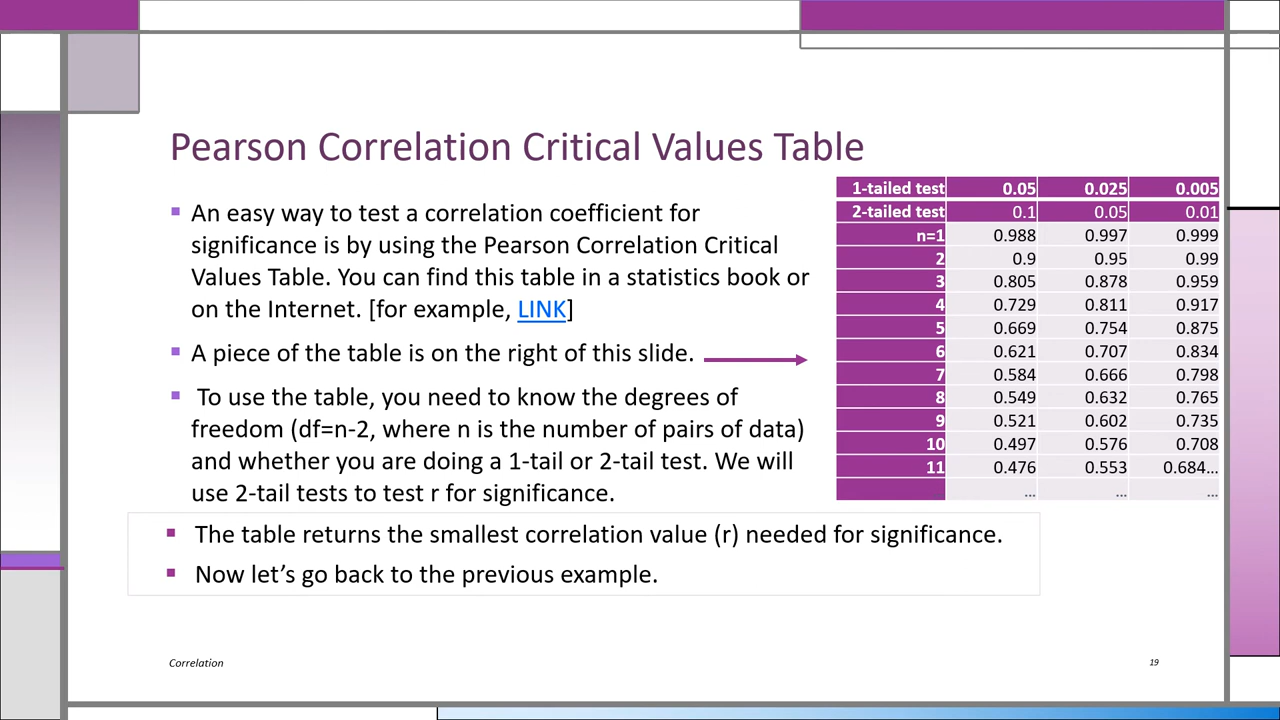 Pearson Correlation Critical Values Table
▪ An easy way to test a correlation coefficient for
significance is by using the Pearson Correlation Critical
Values Table. You can find this table in a statistics book or
on the Internet. [for example, LINK]
▪ A piece of the table is on the right of this slide.
▪ To use the table, you need to know the degrees of
freedom (df=n-2, where n is the number of pairs of data)
and whether you are doing a 1-tail or 2-tail test. We will
use 2-tail tests to test r for significance.
▪ The table returns the smallest correlation value (r) needed for significance.
▪ Now let’s go back to the previous example.
1-tailed test 0.05 0.025 0.005
2-tailed test 0.1 0.05 0.01
n=1 0.988 0.997 0.999
2 0.9 0.95 0.99
3 0.805 0.878 0.959
4 0.729 0.811 0.917
5 0.669 0.754 0.875
6 0.621 0.707 0.834
7 0.584 0.666 0.798
8 0.549 0.632 0.765
9 0.521 0.602 0.735
10 0.497 0.576 0.708
11 0.476 0.553 0.684...
... ... ...
Correlation
19